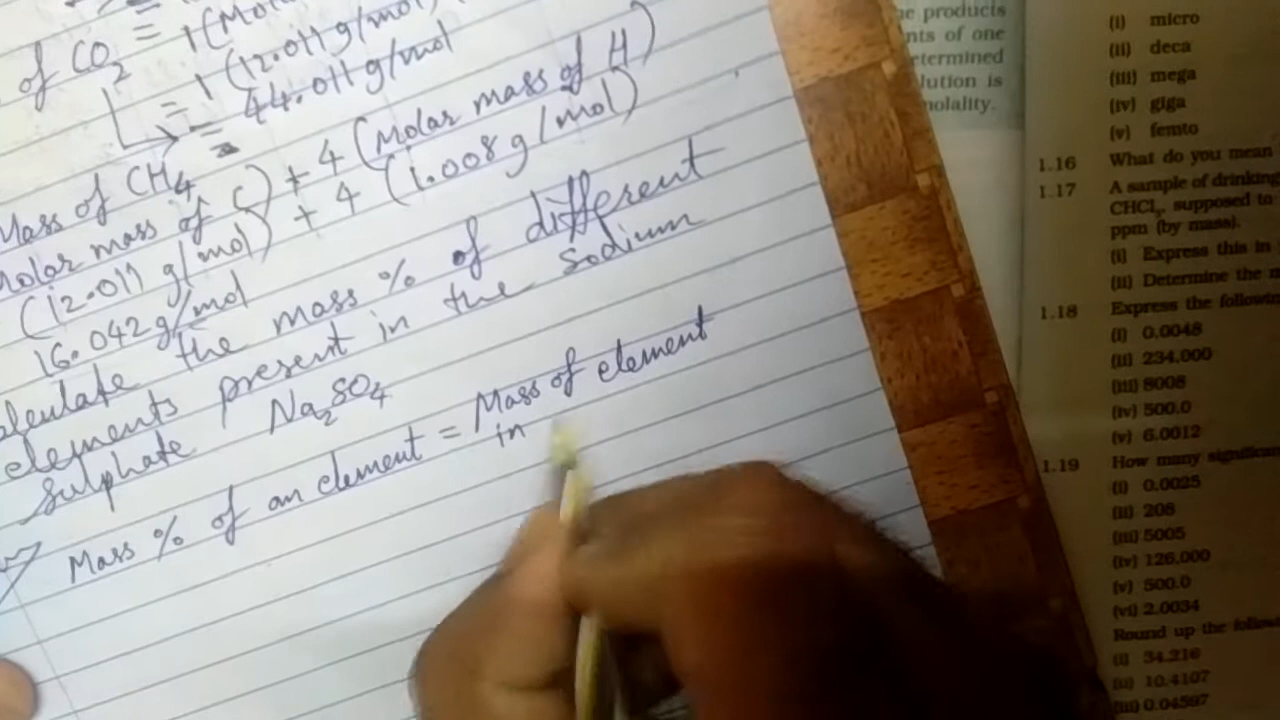 of CO2 = 1 (Mola
= 1 (12.011 g/mol)
= 44.011 g/mol
Mass of CH4 =
Molar mass of C) + 4 (Molar mass of H)
(12.011 g/mol) + 4 (1.008 g/mol)
16.042 g/mol
alculate the mass % of different
elements present in the sodium
sulphate Na2SO4
Mass % of an element = Mass of element
in
e products
nts of one
etermined
lution is
nolality.
(i) micro
(ii) deca
(iii) mega
(iv) giga
(v) femto
1.16 What do you mean
1.17 A sample of drinking
CHCl3, supposed to
ppm (by mass).
(i) Express this in
(ii) Determine the m
1.18 Express the followin
(i) 0.0048
(ii) 234,000
(iii) 8008
(iv) 500.0
(v) 6.0012
1.19 How many significan
(i) 0.0025
(ii) 208
(iii) 5005
(iv) 126,000
(v) 500.0
(vi) 2.0034
Round up the follow
(i) 34.216
(ii) 10.4107
(iii) 0.04597